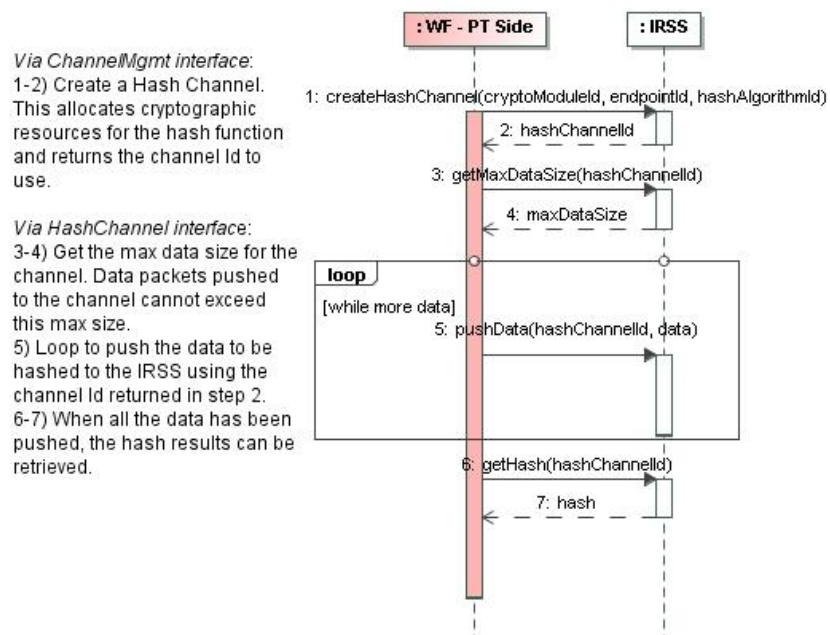 : WF - PT Side
: IRSS
Via ChannelMgmt interface:
1-2) Create a Hash Channel.
This allocates cryptographic
resources for the hash function
and returns the channel Id to
use.
Via HashChannel interface:
3-4) Get the max data size for the
channel. Data packets pushed
to the channel cannot exceed
this max size.
5) Loop to push the data to be
hashed to the IRSS using the
channel Id returned in step 2.
6-7) When all the data has been
pushed, the hash results can be
retrieved.
1: createHashChannel(cryptoModuleId, endpointId, hashAlgorithmId)
2: hashChannelId
3: getMaxDataSize(hashChannelId)
4: maxDataSize
loop
[while more data]
5: pushData(hashChannelId, data)
6: getHash(hashChannelId)
7: hash